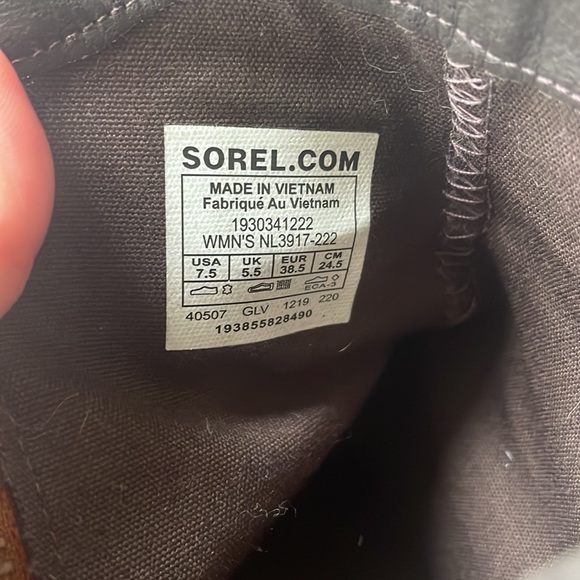 SOREL.COM
MADE IN VIETNAM
Fabriqué Au Vietnam
1930341222
WMN'S NL3917-222
USA UK EUR CM
7.5 5.5 38.5 24.5
ECA-3
40507 GLV 1219 220
193855828490